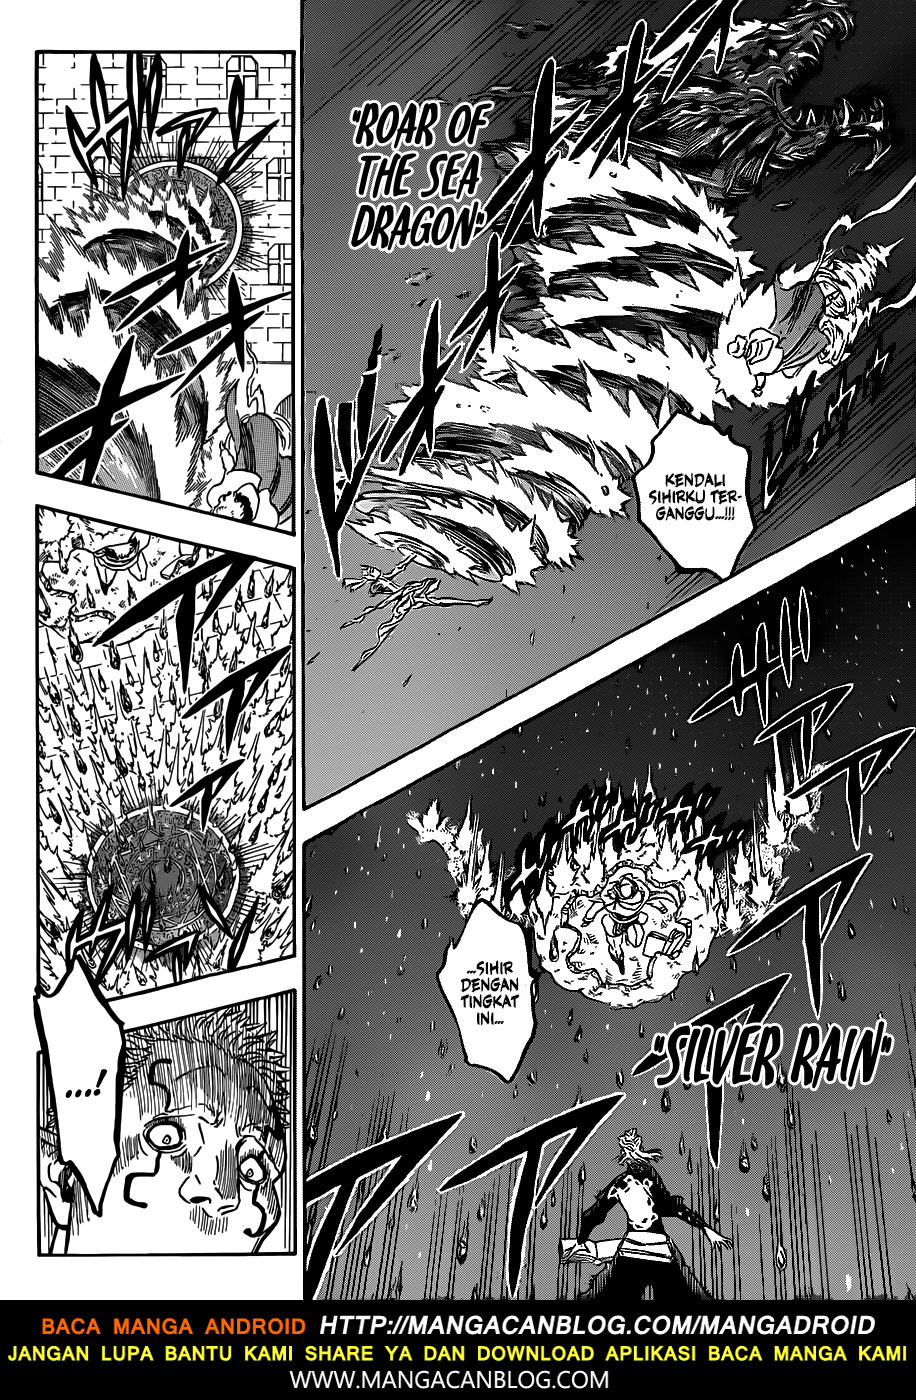 "ROAR OF
THE SEA
DRAGON"
KENDALI
SIHIRKU TER-
GANGGU...!!!
...SIHIR
DENGAN
TINGKAT
INI...
"SILVER RAIN"
....!
BACA MANGA ANDROID HTTP://MANGACANBLOG.COM/MANGADROID
JANGAN LUPA BANTU KAMI SHARE YA DAN DOWNLOAD APLIKASI BACA MANGA KAMI
WWW.MANGACANBLOG.COM